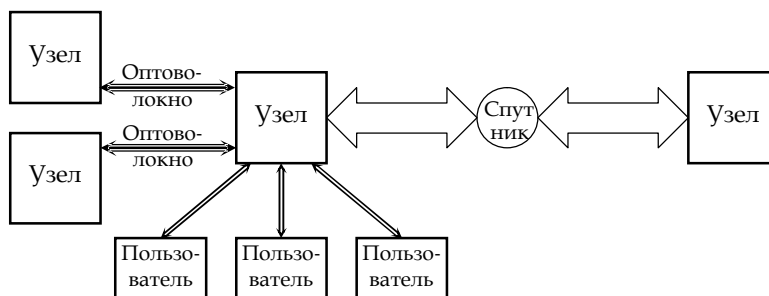 Узел
Оптово-
локно
Узел
Спут
ник
Узел
Оптово-
локно
Узел
Пользо-
ватель
Пользо-
ватель
Пользо-
ватель